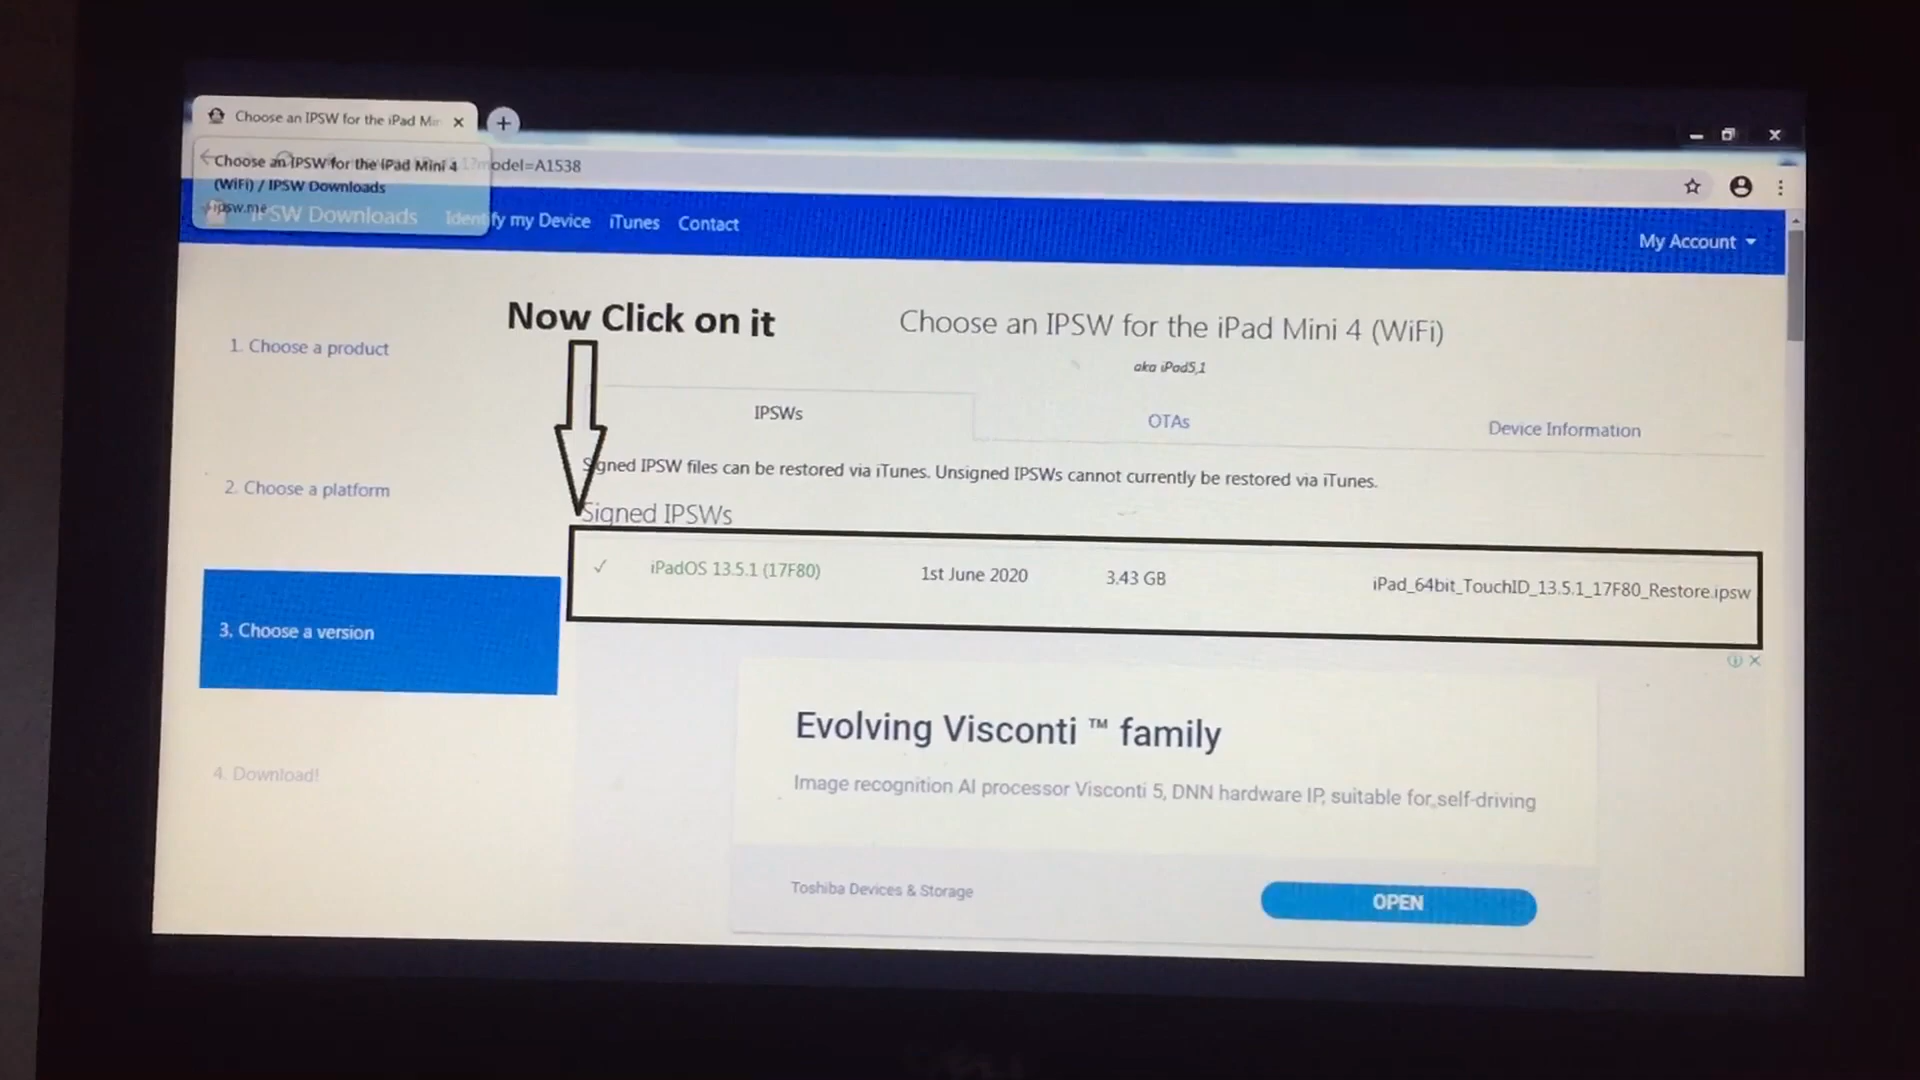 Choose an IPSW for the iPad Mi
Choose an IPSW for the iPad Mini 4
(WiFi) / IPSW Downloads
ipsw.me
model=A1538
IPSW Downloads
Identify my Device
iTunes
Contact
My Account
Now Click on it
Choose an IPSW for the iPad Mini 4 (WiFi)
aka iPad5,1
1. Choose a product
IPSWs
OTAs
Device Information
Signed IPSW files can be restored via iTunes. Unsigned IPSWs cannot currently be restored via iTunes.
2. Choose a platform
Signed IPSWs
✓ iPadOS 13.5.1 (17F80) 1st June 2020 3.43 GB iPad_64bit_TouchID_13.5.1_17F80_Restore.ipsw
3. Choose a version
Evolving Visconti ™ family
4. Download!
Image recognition AI processor Visconti 5, DNN hardware IP, suitable for self-driving
Toshiba Devices & Storage
OPEN